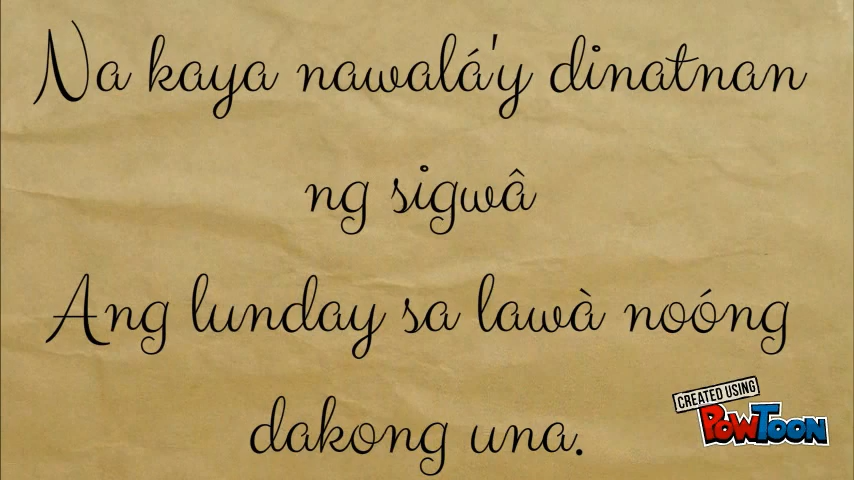 Na kaya nawalá'y dinatnan
ng sigwâ
Ang lunday sa lawà noóng
dakong una.
CREATED USING
POWTOON